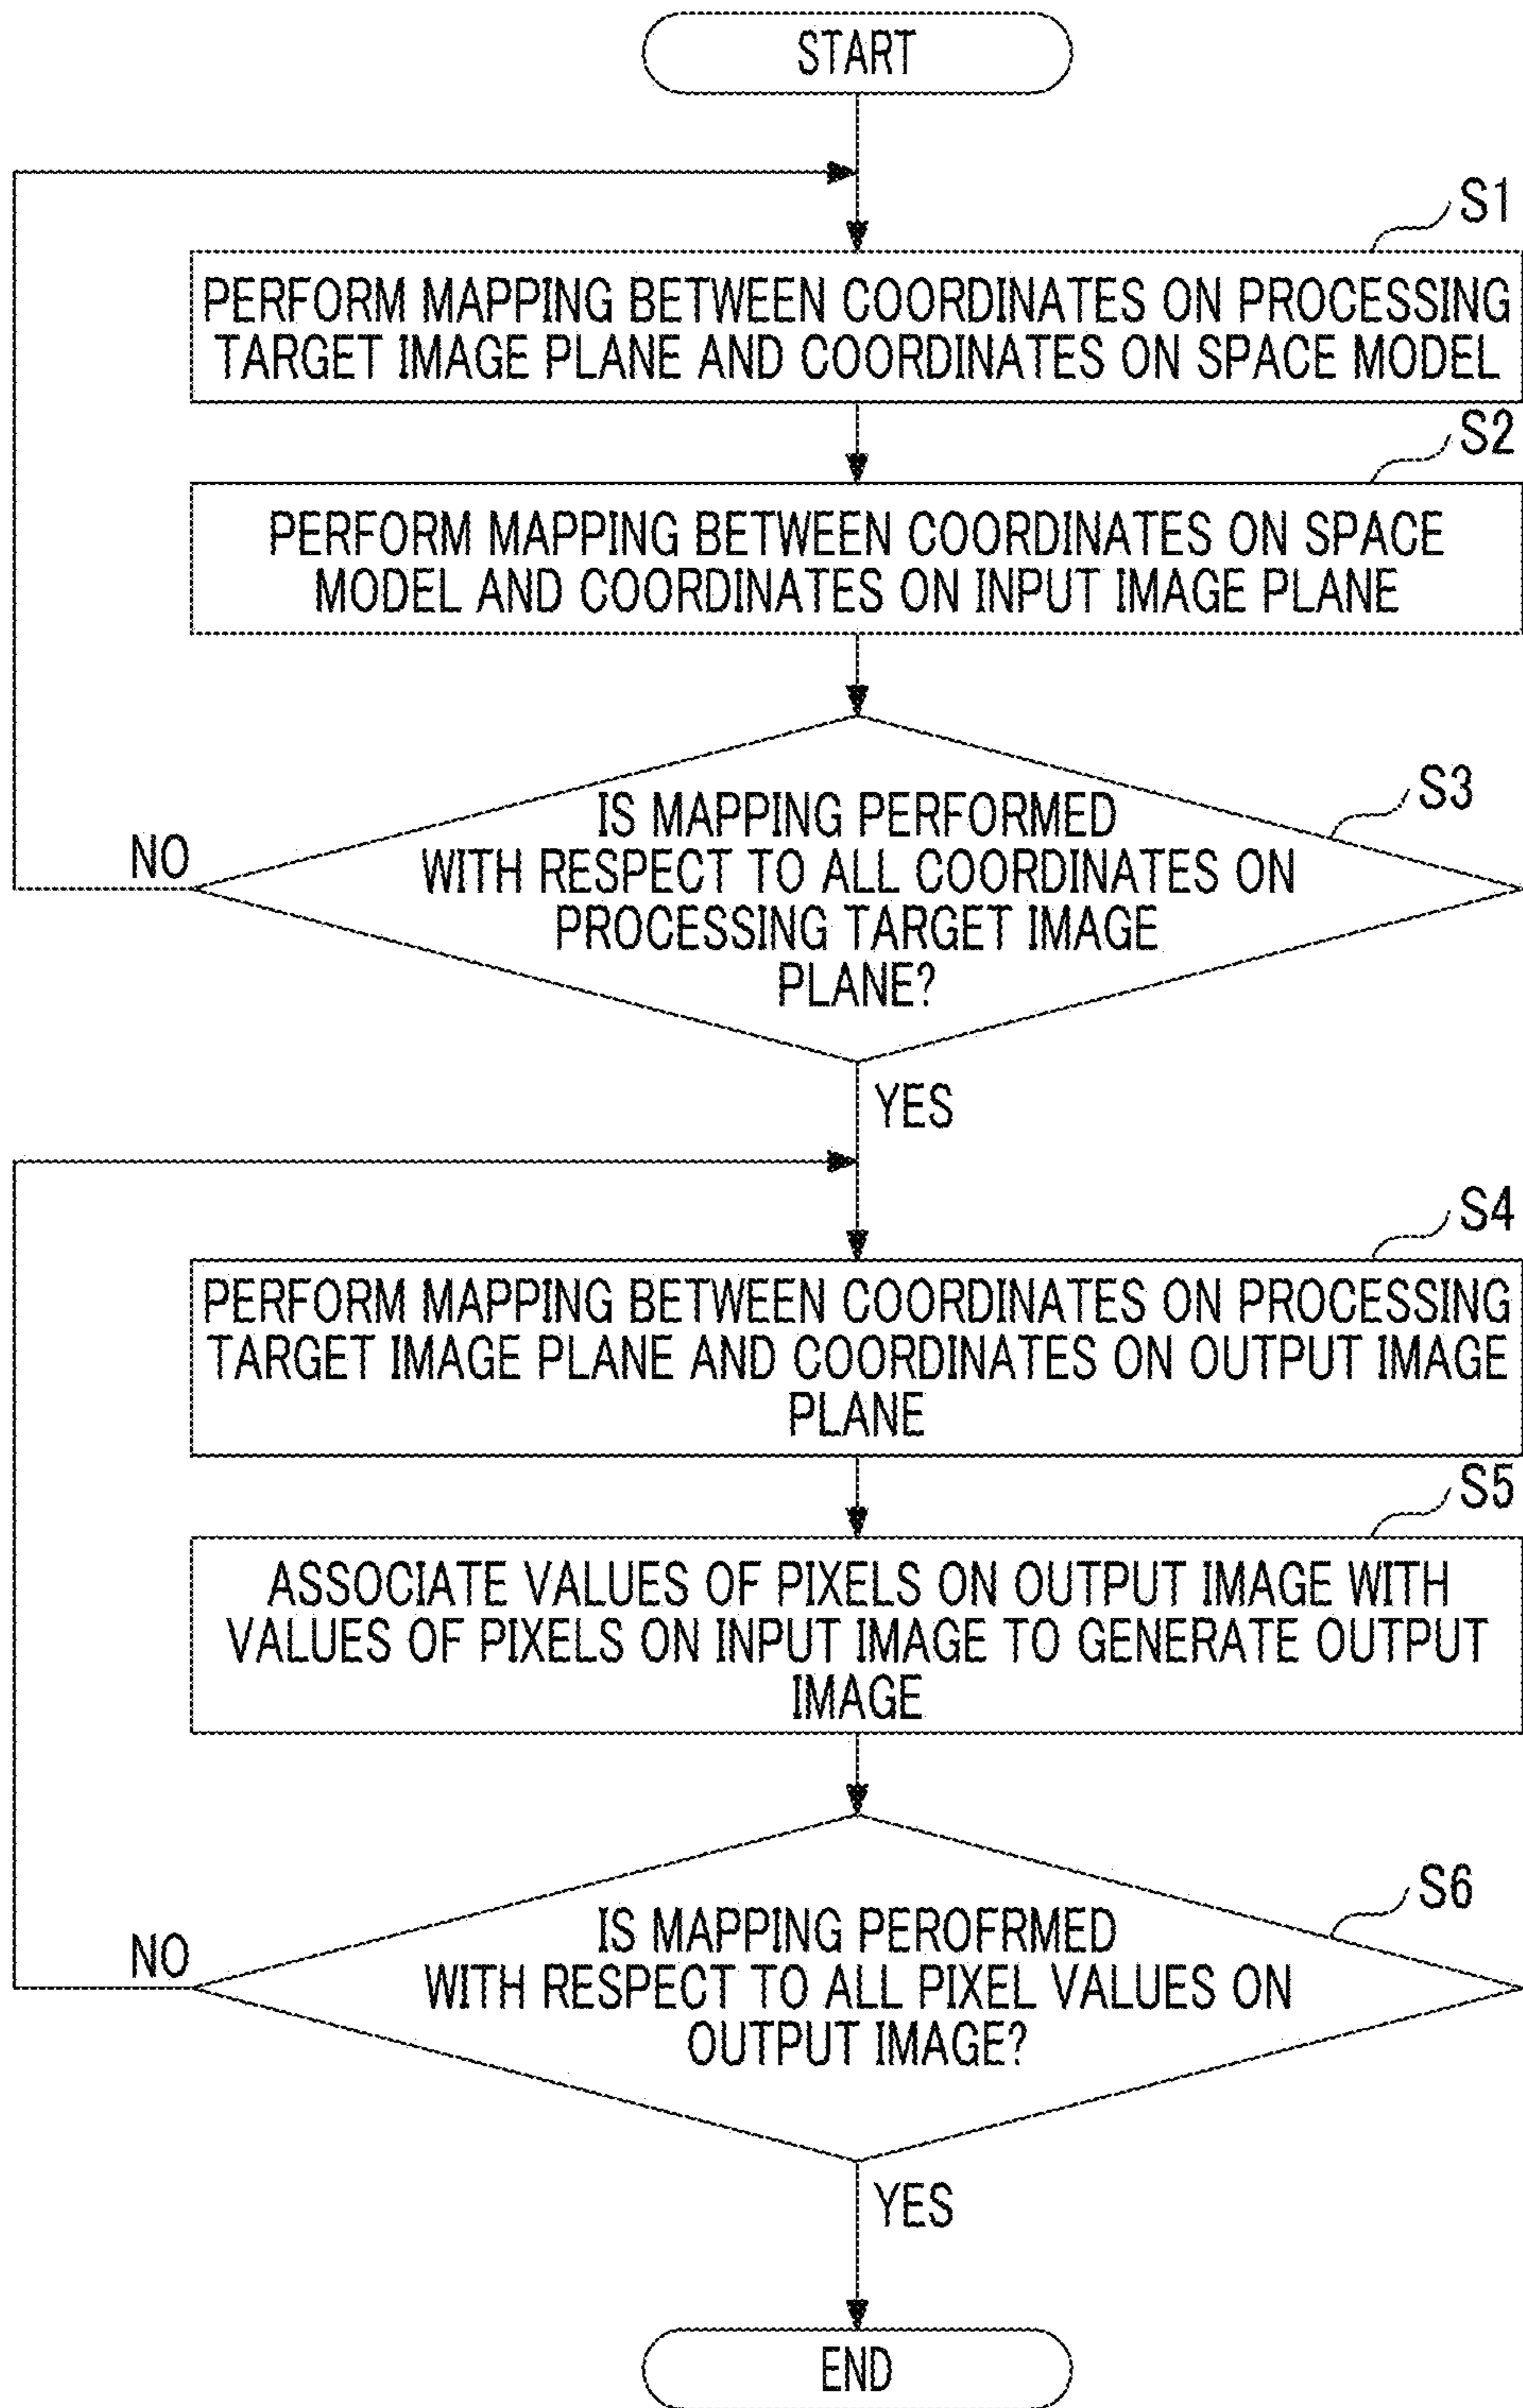 START
S1
PERFORM MAPPING BETWEEN COORDINATES ON PROCESSING
TARGET IMAGE PLANE AND COORDINATES ON SPACE MODEL
S2
PERFORM MAPPING BETWEEN COORDINATES ON SPACE
MODEL AND COORDINATES ON INPUT IMAGE PLANE
S3
IS MAPPING PERFORMED
WITH RESPECT TO ALL COORDINATES ON
PROCESSING TARGET IMAGE
PLANE?
NO
YES
S4
PERFORM MAPPING BETWEEN COORDINATES ON PROCESSING
TARGET IMAGE PLANE AND COORDINATES ON OUTPUT IMAGE
PLANE
S5
ASSOCIATE VALUES OF PIXELS ON OUTPUT IMAGE WITH
VALUES OF PIXELS ON INPUT IMAGE TO GENERATE OUTPUT
IMAGE
S6
IS MAPPING PEROFRMED
WITH RESPECT TO ALL PIXEL VALUES ON
OUTPUT IMAGE?
NO
YES
END